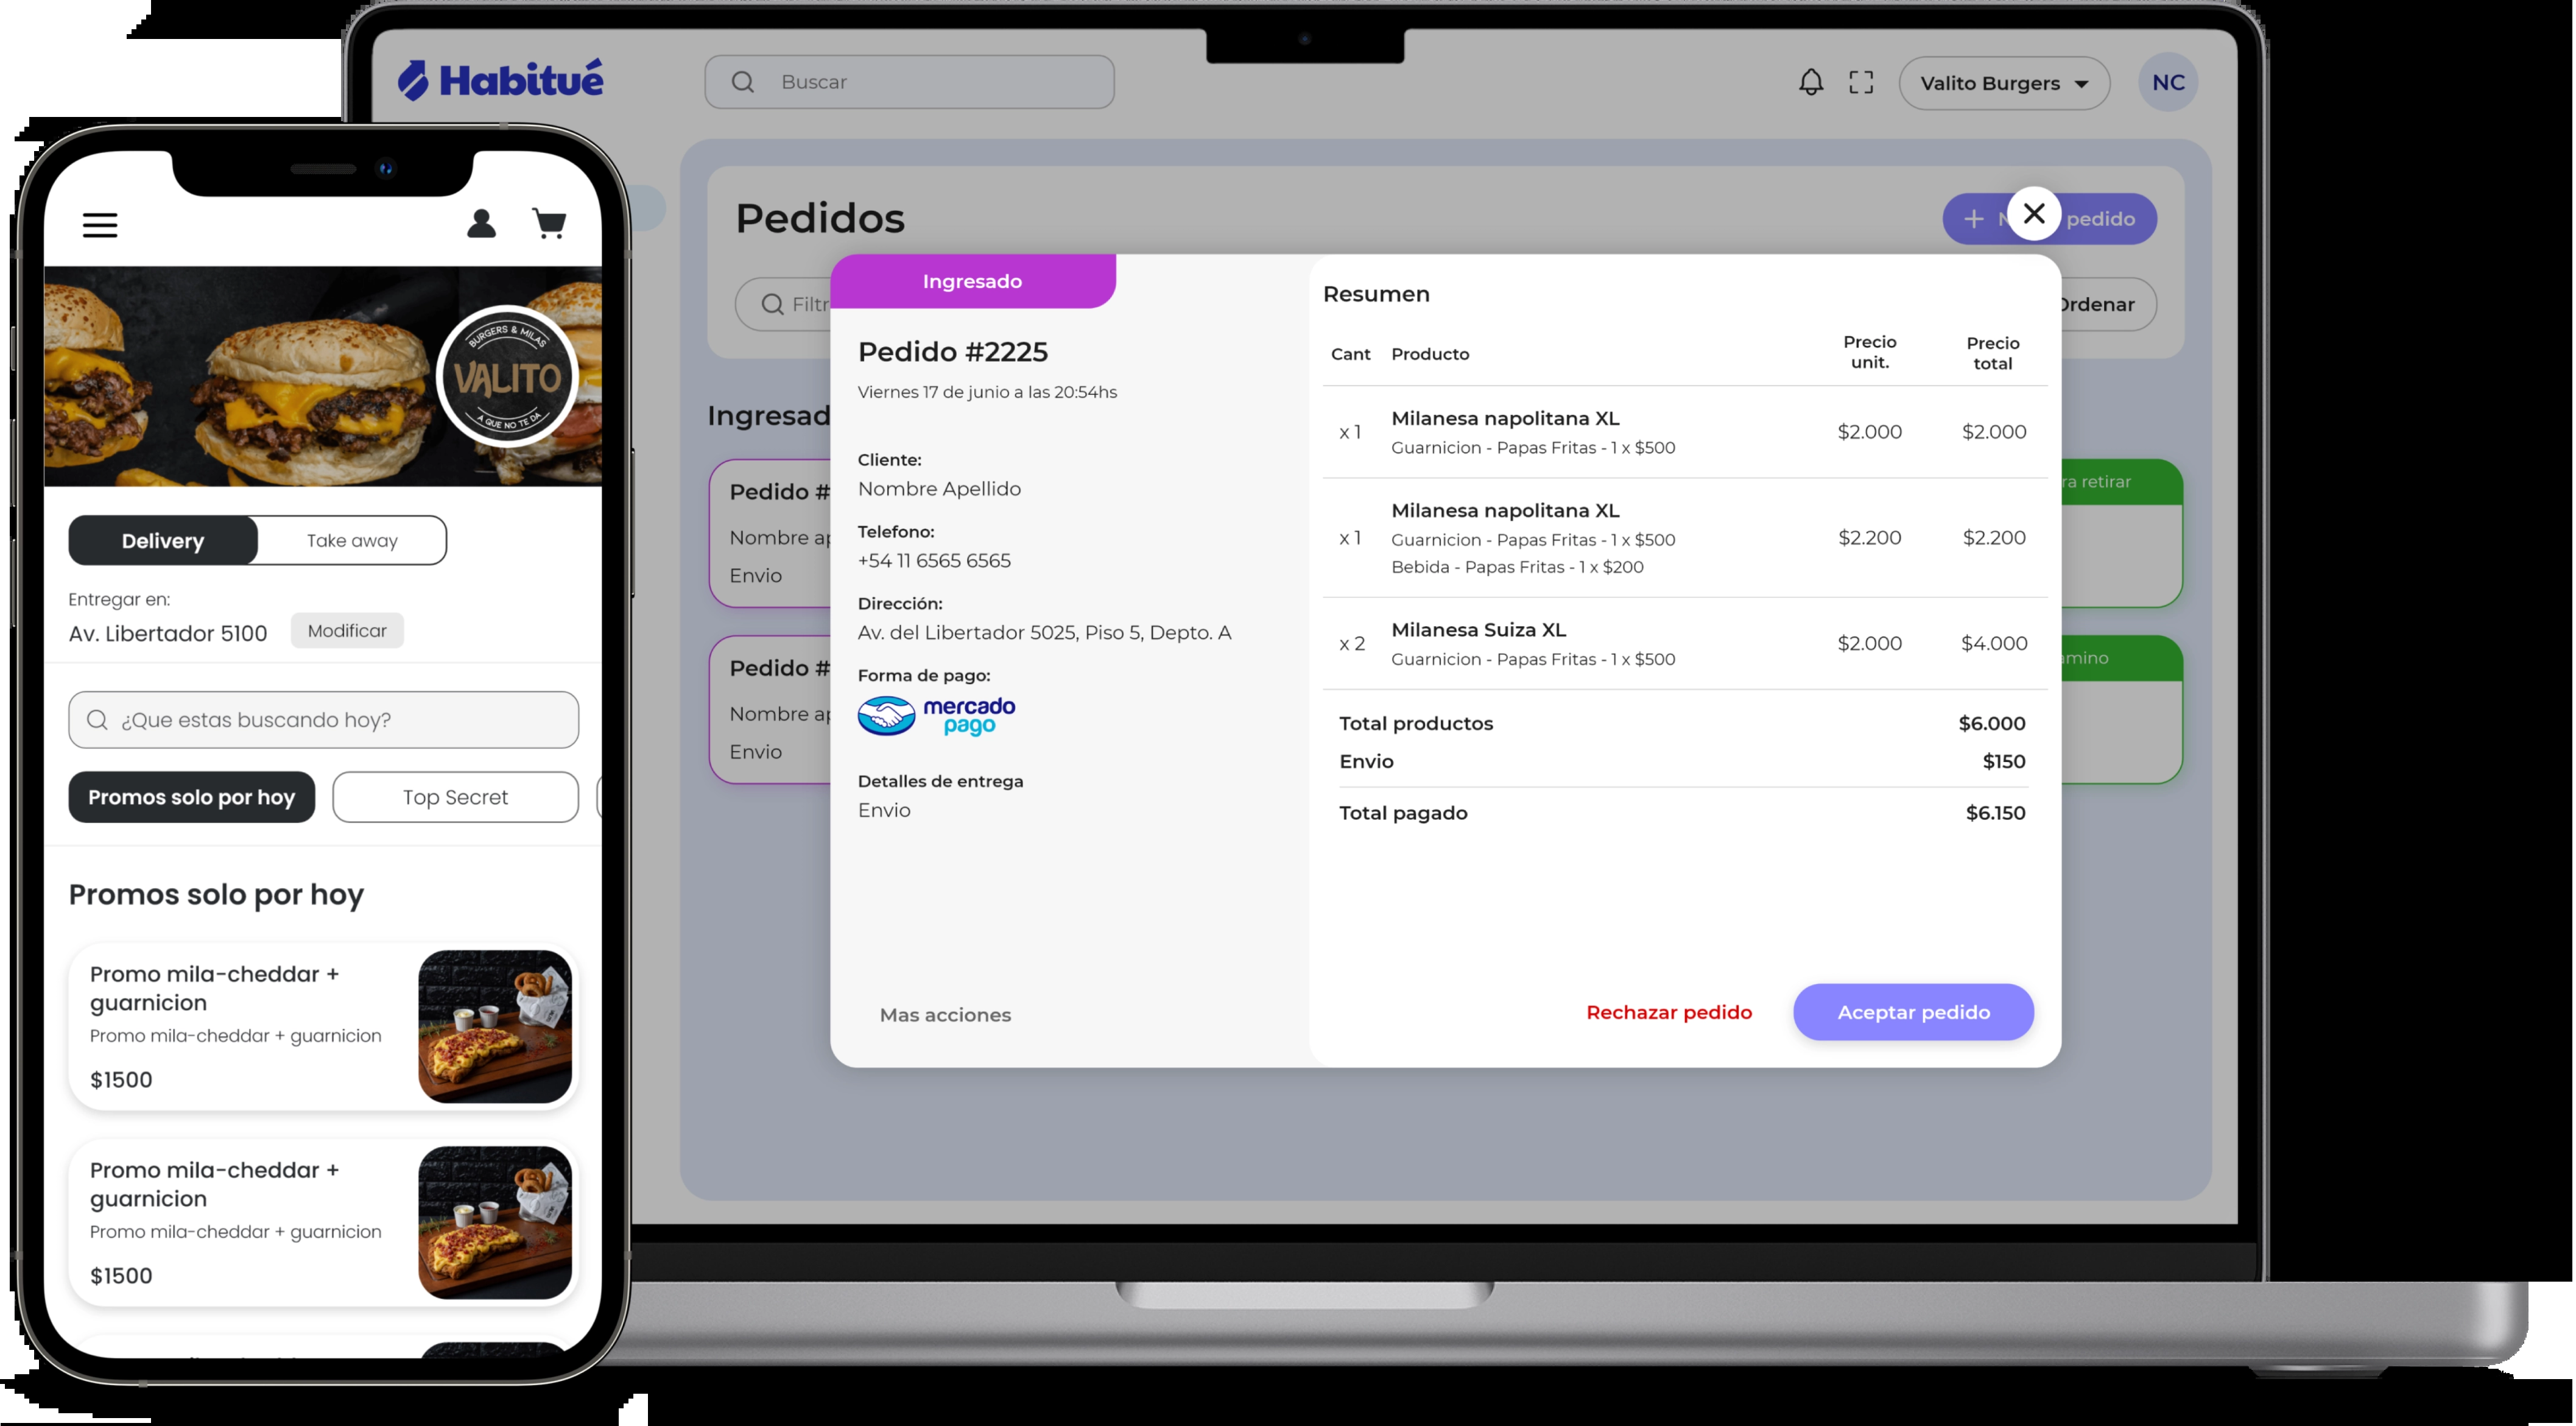 Habitué
Buscar
Valito Burgers
NC
Pedidos
pedido
Filtr
Ordenar
Ingresad
Pedido #
Nombre ap
Envio
Pedido #
Nombre ap
Envio
ra retirar
amino
Ingresado
Pedido #2225
Viernes 17 de junio a las 20:54hs
Cliente:
Nombre Apellido
Telefono:
+54 11 6565 6565
Dirección:
Av. del Libertador 5025, Piso 5, Depto. A
Forma de pago:
mercado
pago
Detalles de entrega
Envio
Mas acciones
Resumen
Cant Producto Precio unit. Precio total
Milanesa napolitana XL
x 1 $2.000 $2.000
Guarnicion - Papas Fritas - 1 x $500
Milanesa napolitana XL
x 1 Guarnicion - Papas Fritas - 1 x $500 $2.200 $2.200
Bebida - Papas Fritas - 1 x $200
Milanesa Suiza XL
x 2 $2.000 $4.000
Guarnicion - Papas Fritas - 1 x $500
Total productos $6.000
Envio $150
Total pagado $6.150
Rechazar pedido Aceptar pedido
BURGERS & MILAS
VALITO
A QUE NO TE DA
Delivery Take away
Entregar en:
Av. Libertador 5100 Modificar
¿Que estas buscando hoy?
Promos solo por hoy Top Secret
Promos solo por hoy
Promo mila-cheddar +
guarnicion
Promo mila-cheddar + guarnicion
$1500
Promo mila-cheddar +
guarnicion
Promo mila-cheddar + guarnicion
$1500